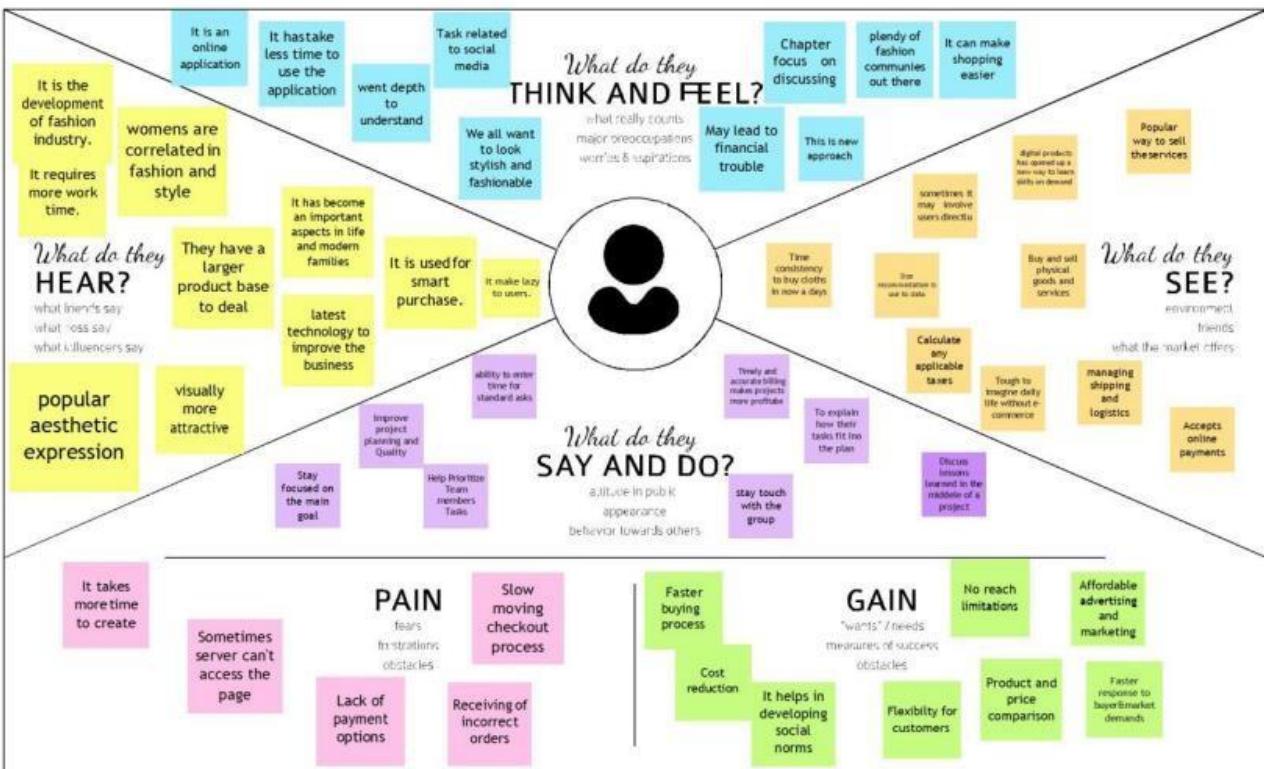 It is an
online
application
It has take
less time to
use the
application
Task related
to social
media
went depth
to
understand
We all want
to look
stylish and
fashionable
What do they
THINK AND FEEL?
what really counts
major preoccupations
worries & aspirations
Chapter
focus on
discussing
plendy of
fashion
communies
out there
It can make
shopping
easier
May lead to
financial
trouble
This is new
approach
It is the
development
of fashion
industry.
womens are
correlated in
fashion and
style
It requires
more work
time.
It has become
an important
aspects in life
and modern
families
They have a
larger
product base
to deal
It is used for
smart
purchase.
It make lazy
to users.
latest
technology to
improve the
business
What do they
HEAR?
what friends say
what boss say
what influencers say
popular
aesthetic
expression
visually
more
attractive
Popular
way to sell
the services
digital products
has opened up a
new way to learn
skills on demand
sometimes it
may involve
users directlu
Time
consistency
to buy cloths
in now a days
use to data
Buy and sell
physical
goods and
services
What do they
SEE?
environment
friends
what the market offers
Calculate
any
applicable
taxes
Tough to
imagine daily
life without e-
commerce
managing
shipping
and
logistics
Accepts
online
payments
ability to enter
time for
standard asks
Improve
project
planning and
Quality
Stay
focused on
the main
goal
Help Prioritize
Team
members
Tasks
What do they
SAY AND DO?
attitude in public
appearance
behavior towards others
Timely and
accurate billing
makes projects
more profitabe
To explain
how their
tasks fit ino
the plan
stay touch
with the
group
Discuss
lessons
learned in the
middele of a
project
It takes
more time
to create
Sometimes
server can't
access the
page
PAIN
fears
frustrations
obstacles
Slow
moving
checkout
process
Lack of
payment
options
Receiving of
incorrect
orders
Faster
buying
process
Cost
reduction
It helps in
developing
social
norms
GAIN
"wants" / needs
measures of success
obstacles
No reach
limitations
Affordable
advertising
and
marketing
Flexibilty for
customers
Product and
price
comparison
Faster
response to
buyer&market
demands